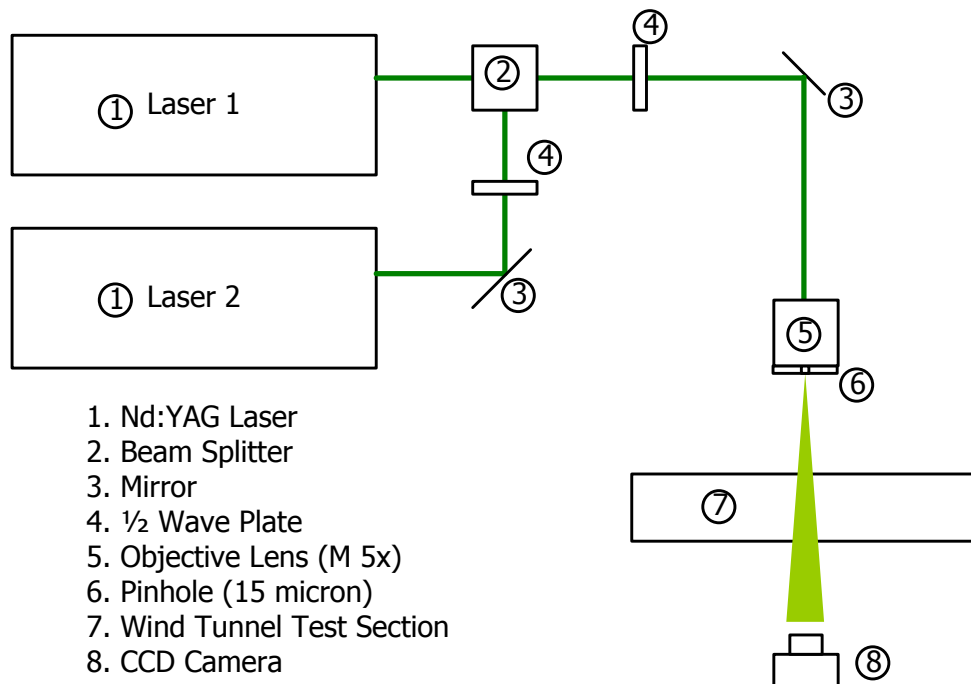 4
2
3
1 Laser 1
4
1 Laser 2
3
5
6
1. Nd:YAG Laser
2. Beam Splitter
3. Mirror
4. ½ Wave Plate
5. Objective Lens (M 5x)
6. Pinhole (15 micron)
7. Wind Tunnel Test Section
8. CCD Camera
7
8